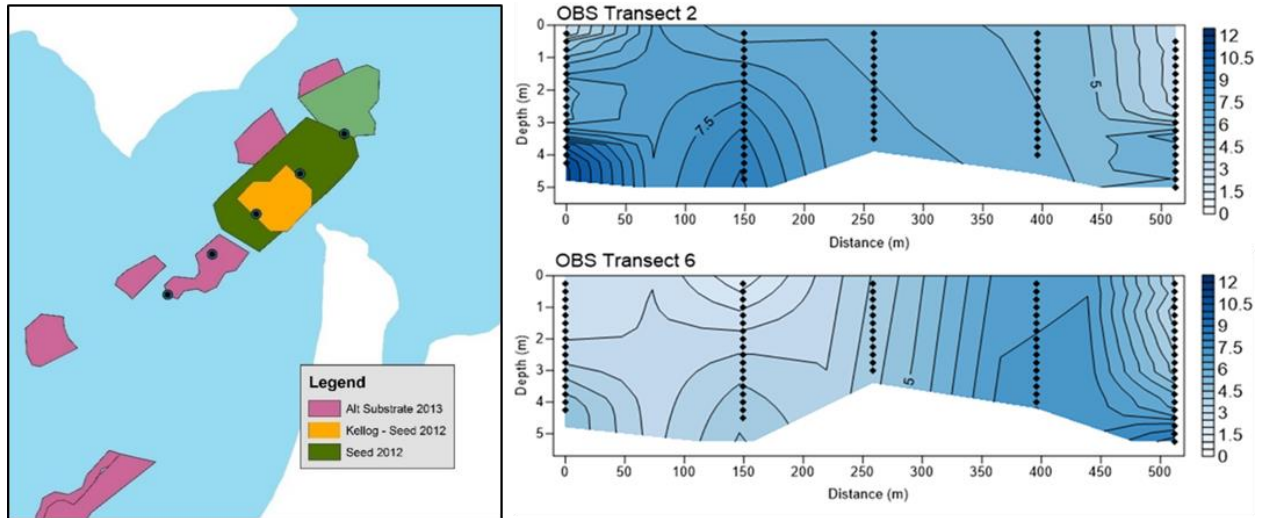 Legend
Alt Substrate 2013
Kellog - Seed 2012
Seed 2012
OBS Transect 2
0
1
2
3
4
5
Depth (m)
7.5
5
0 50 100 150 200 250 300 350 400 450 500
Distance (m)
12
10.5
9
7.5
6
4.5
3
1.5
0
OBS Transect 6
0
1
2
3
4
5
Depth (m)
5
0 50 100 150 200 250 300 350 400 450 500
Distance (m)
12
10.5
9
7.5
6
4.5
3
1.5
0